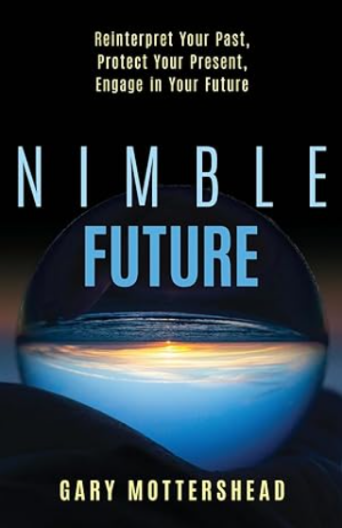 Reinterpret Your Past,
Protect Your Present,
Engage in Your Future
NIMBLE
FUTURE
GARY MOTTERSHEAD